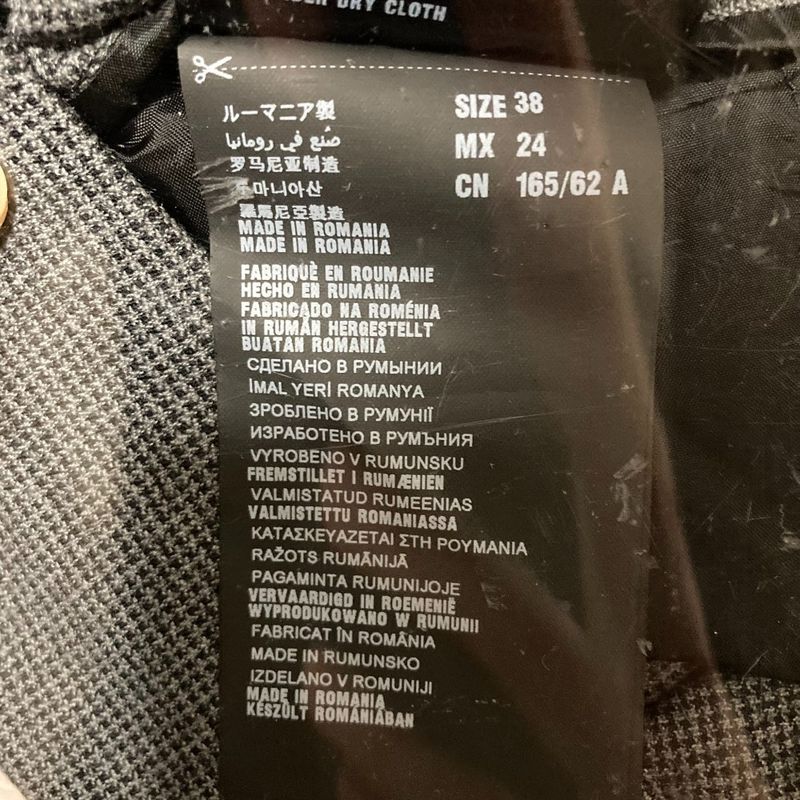 DRY CLOTH
ルーマニア製
صنع في رومانيا
罗马尼亚制造
루마니아산
羅馬尼亞製造
MADE IN ROMANIA
MADE IN ROMANIA
FABRIQUÈ EN ROUMANIE
HECHO EN RUMANIA
FABRICADO NA ROMÉNIA
IN RUMÄN HERGESTELLT
BUATAN ROMANIA
СДЕЛАНО В РУМЫНИИ
İMAL YERİ ROMANYA
ЗРОБЛЕНО В РУМУНІЇ
ИЗРАБОТЕНО В РУМЪНИЯ
VYROBENO V RUMUNSKU
FREMSTILLET I RUMÆNIEN
VALMISTATUD RUMEENIAS
VALMISTETTU ROMANIASSA
ΚΑΤΑΣΚΕΥΑΖΕΤΑΙ ΣΤΗ ΡΟΥΜΑΝΙΑ
RAŽOTS RUMĀNIJĀ
PAGAMINTA RUMUNIJOJE
VERVAARDIGD IN ROEMENIË
WYPRODUKOWANO W RUMUNII
FABRICAT ÎN ROMÂNIA
MADE IN RUMUNSKO
IZDELANO V ROMUNIJI
MADE IN ROMANIA
KÉSZÜLT ROMÁNIÁBAN
SIZE 38
MX 24
CN 165/62 A